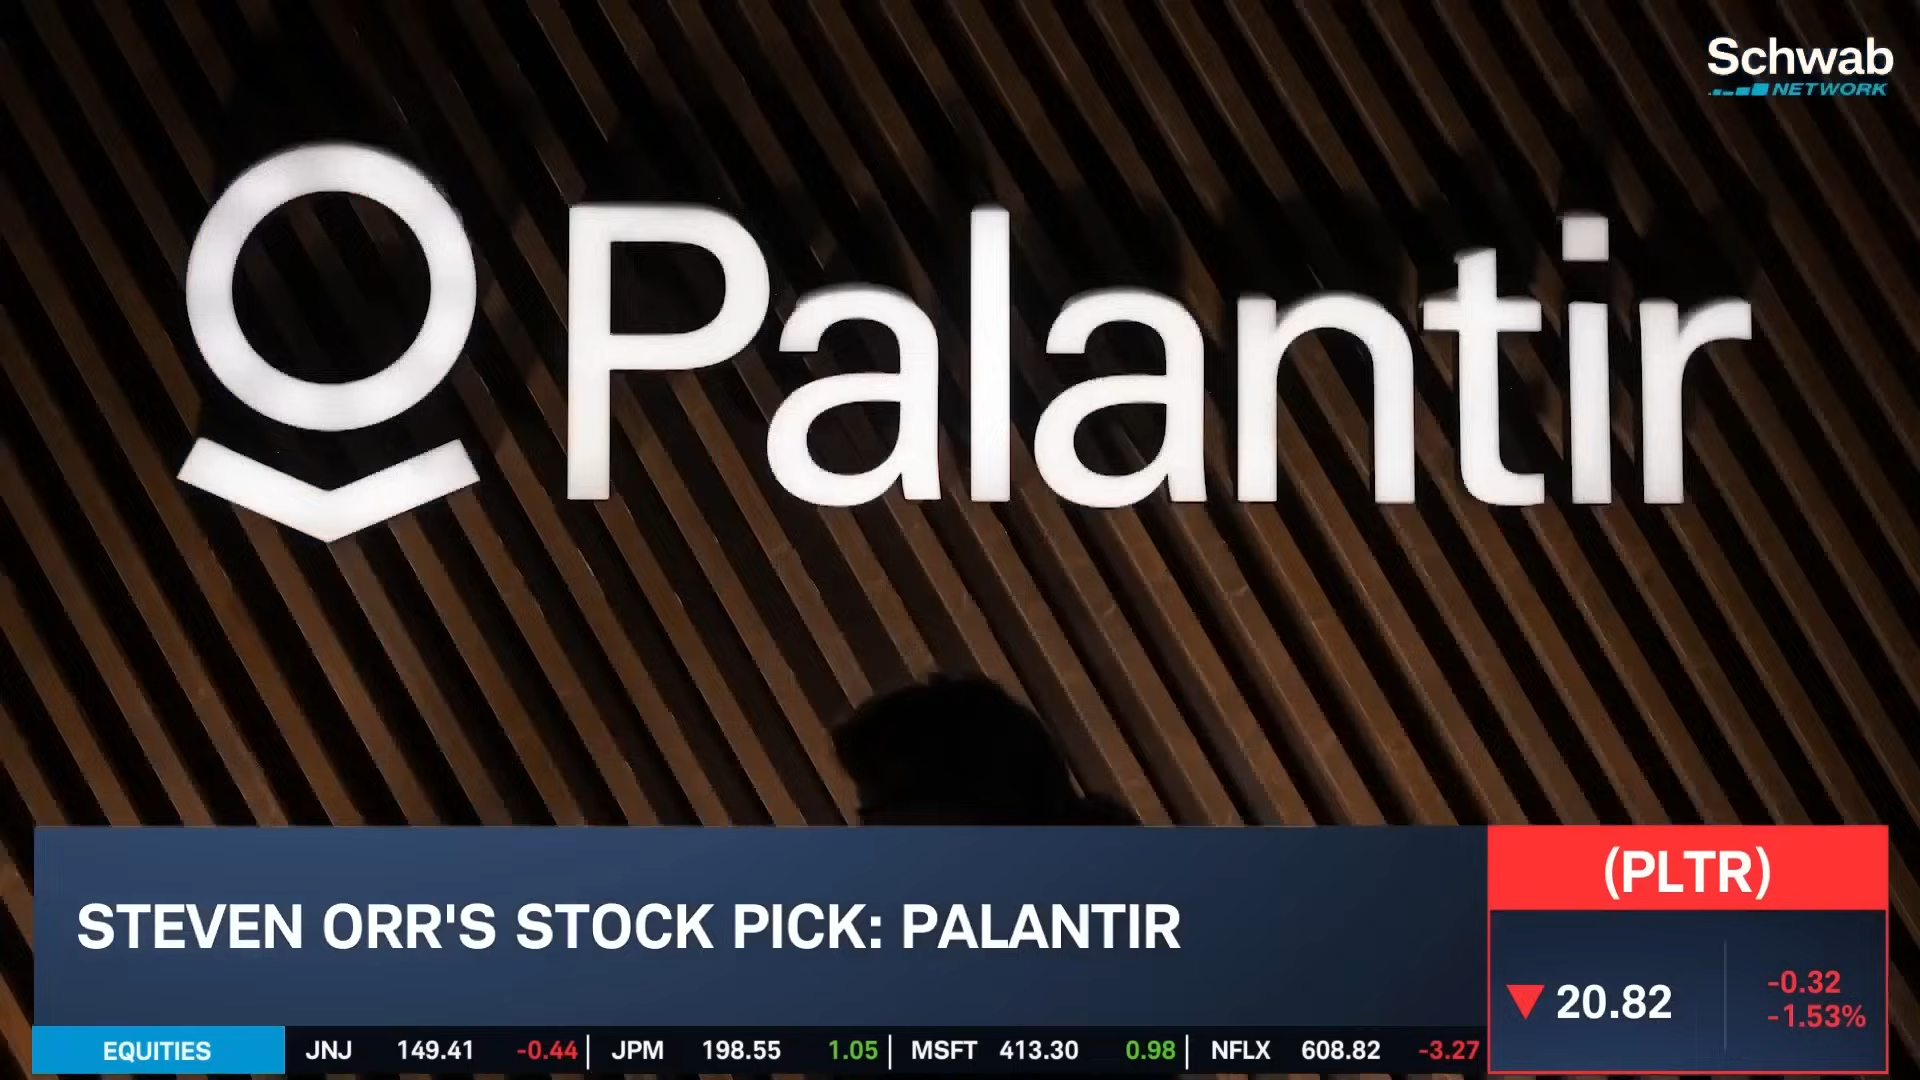 Schwab
NETWORK
Palantir
STEVEN ORR'S STOCK PICK: PALANTIR
(PLTR)
20.82
-0.32
-1.53%
EQUITIES JNJ 149.41 -0.44 JPM 198.55 1.05 MSFT 413.30 0.98 NFLX 608.82 -3.27